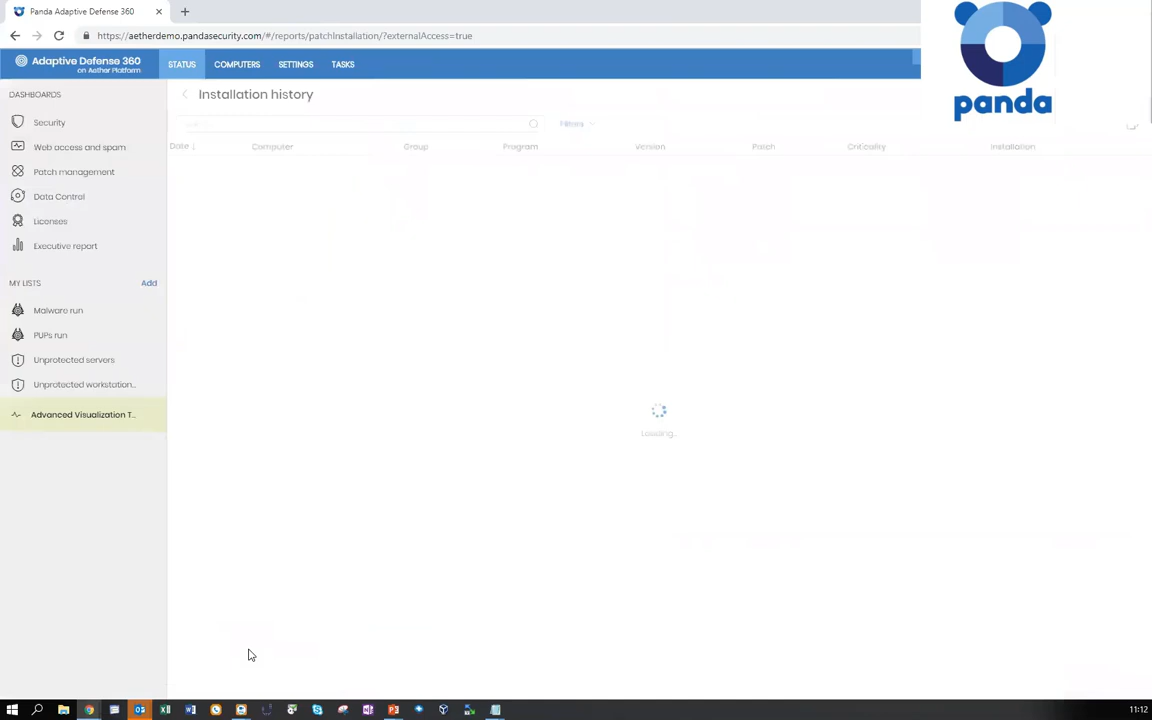 Panda Adaptive Defense 360
https://aetherdemo.pandasecurity.com/#/reports/patchInstallation/?externalAccess=true
panda
Adaptive Defense 360
on Aether Platform
STATUS
COMPUTERS
SETTINGS
TASKS
DASHBOARDS
Security
Web access and spam
Patch management
Data Control
Licenses
Executive report
MY LISTS
Add
Malware run
PUPs run
Unprotected servers
Unprotected workstation...
Advanced Visualization T...
Installation history
Filters
Date ↓ Computer Group Program Version Patch Criticality Installation
Loading...
11:12